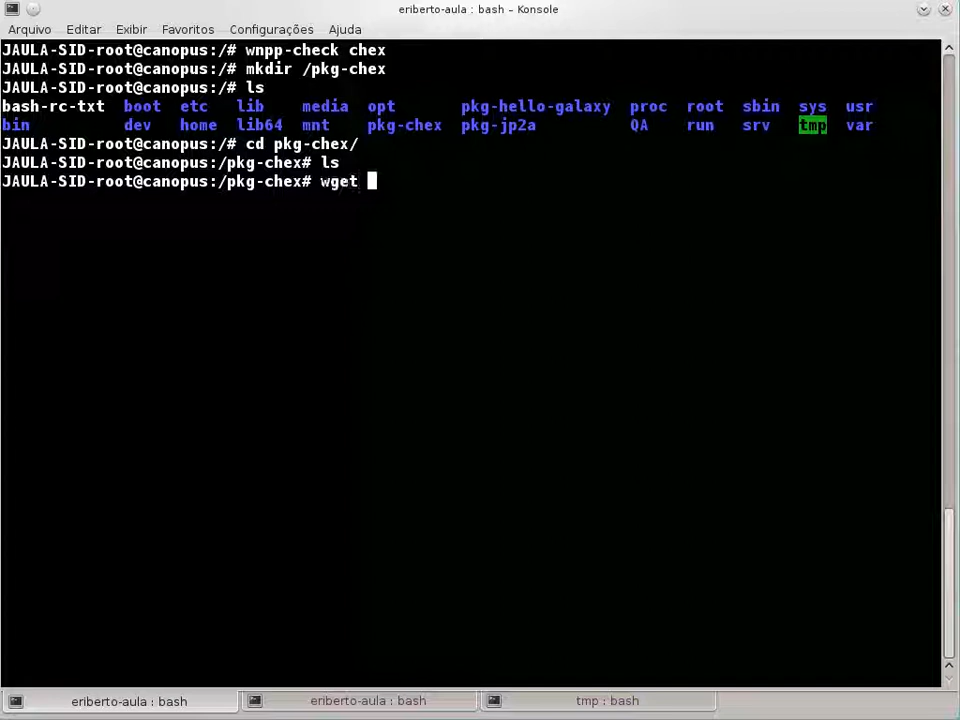 eriberto-aula : bash – Konsole
Arquivo Editar Exibir Favoritos Configurações Ajuda
JAULA-SID-root@canopus:/# wnpp-check chex
JAULA-SID-root@canopus:/# mkdir /pkg-chex
JAULA-SID-root@canopus:/# ls
bash-rc-txt boot etc lib media opt pkg-hello-galaxy proc root sbin sys usr
bin dev home lib64 mnt pkg-chex pkg-jp2a QA run srv tmp var
JAULA-SID-root@canopus:/# cd pkg-chex/
JAULA-SID-root@canopus:/pkg-chex# ls
JAULA-SID-root@canopus:/pkg-chex# wget
eriberto-aula : bash eriberto-aula : bash tmp : bash